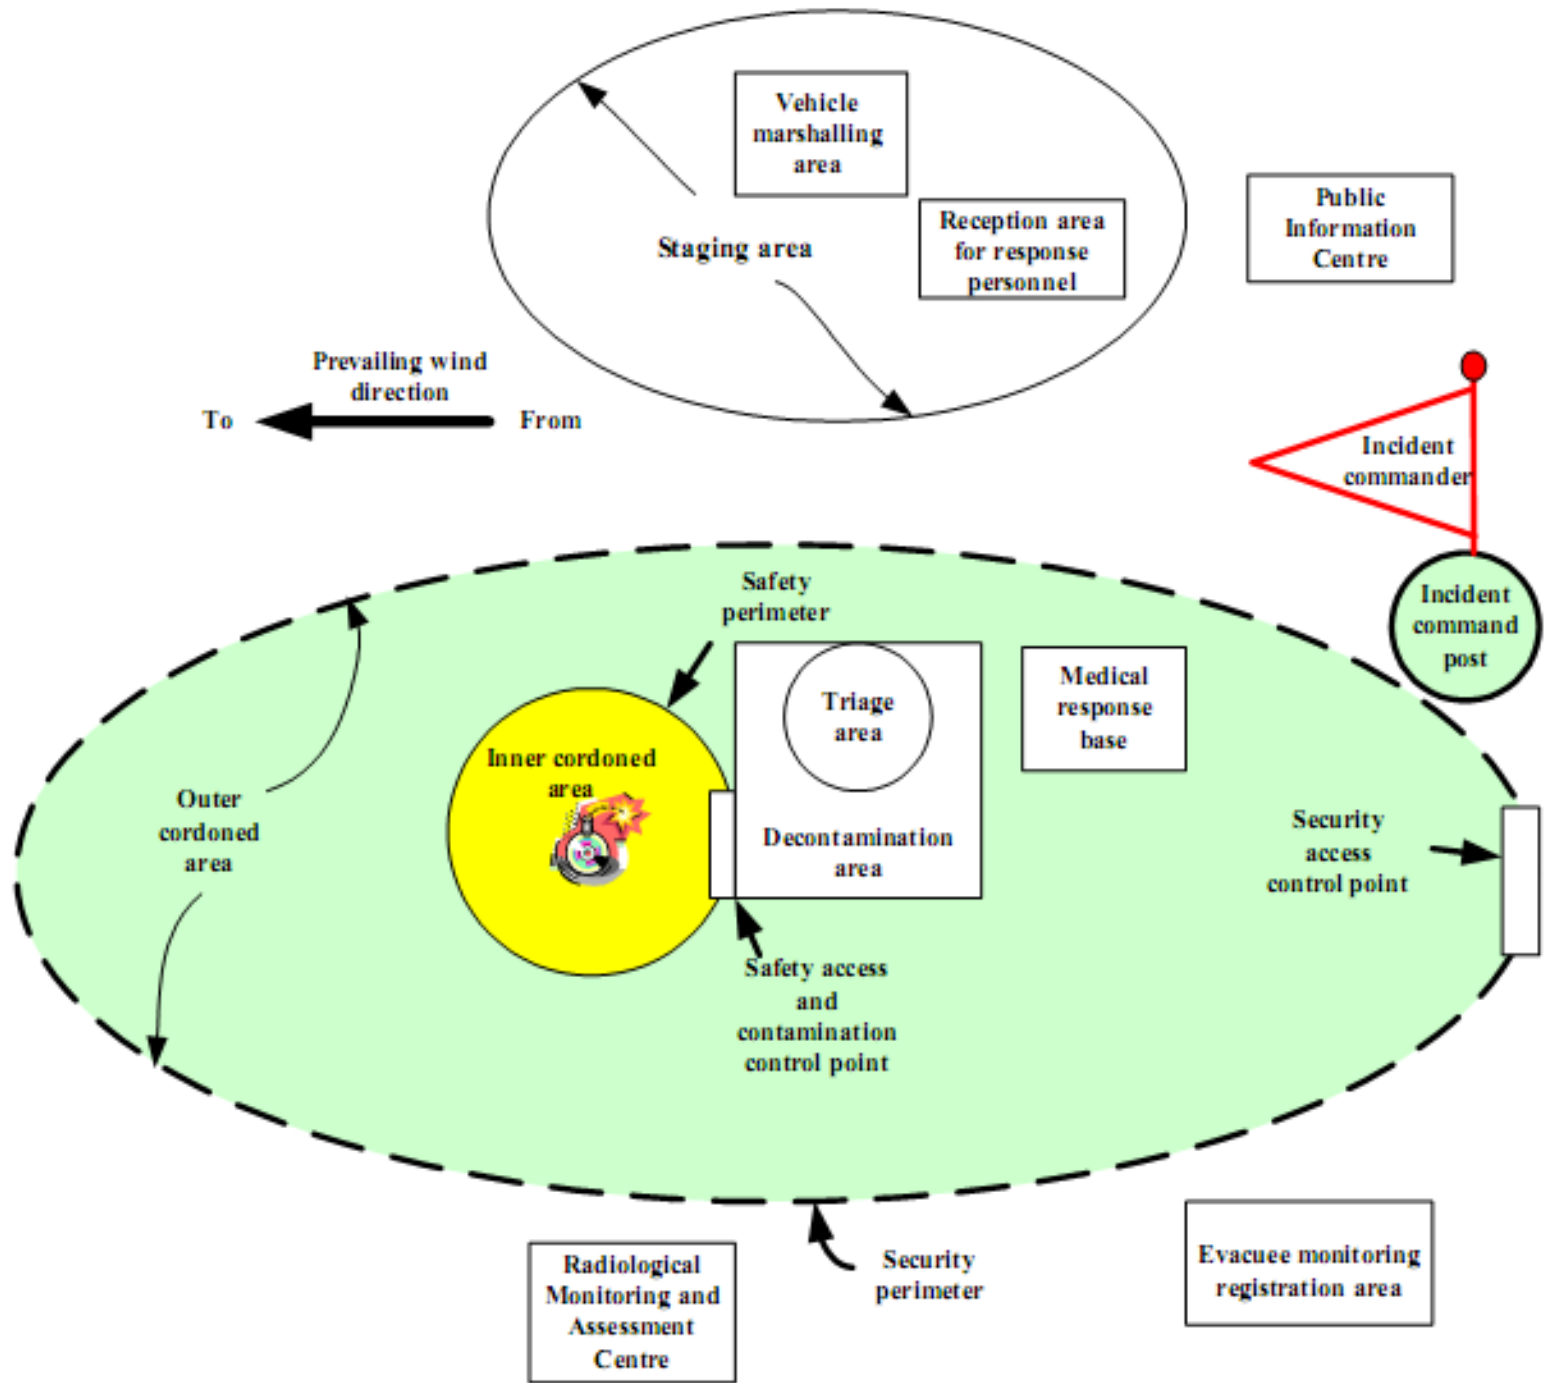 Vehicle
marshalling
area
Staging area
Reception area
for response
personnel
Public
Information
Centre
Prevailing wind
direction
To
From
Incident
commander
Incident
command
post
Safety
perimeter
Triage
area
Medical
response
base
Inner cordoned
area
Outer
cordoned
area
Decontamination
area
Security
access
control point
Safety access
and
contamination
control point
Security
perimeter
Radiological
Monitoring and
Assessment
Centre
Evacuee monitoring
registration area